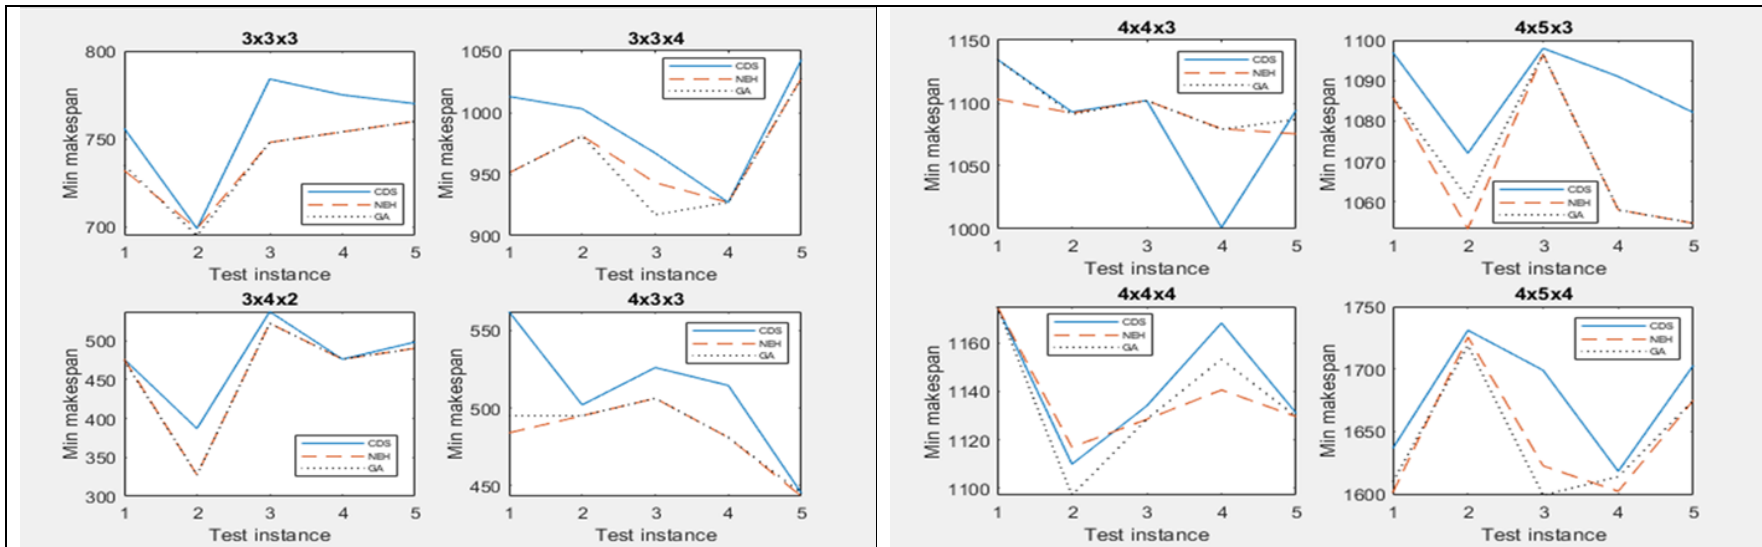 3x3x3
800
750
700
Min makespan
CDS
NEH
GA
1 2 3 4 5
Test instance
3x3x4
1050
1000
950
900
Min makespan
CDS
NEH
GA
1 2 3 4 5
Test instance
3x4x2
500
450
400
350
300
Min makespan
CDS
NEH
GA
1 2 3 4 5
Test instance
4x3x3
550
500
450
Min makespan
CDS
NEH
GA
1 2 3 4 5
Test instance
4x4x3
1150
1100
1050
1000
Min makespan
CDS
NEH
GA
1 2 3 4 5
Test instance
4x5x3
1100
1090
1080
1070
1060
Min makespan
CDS
NEH
GA
1 2 3 4 5
Test instance
4x4x4
1160
1140
1120
1100
Min makespan
CDS
NEH
GA
1 2 3 4 5
Test instance
4x5x4
1750
1700
1650
1600
Min makespan
CDS
NEH
GA
1 2 3 4 5
Test instance